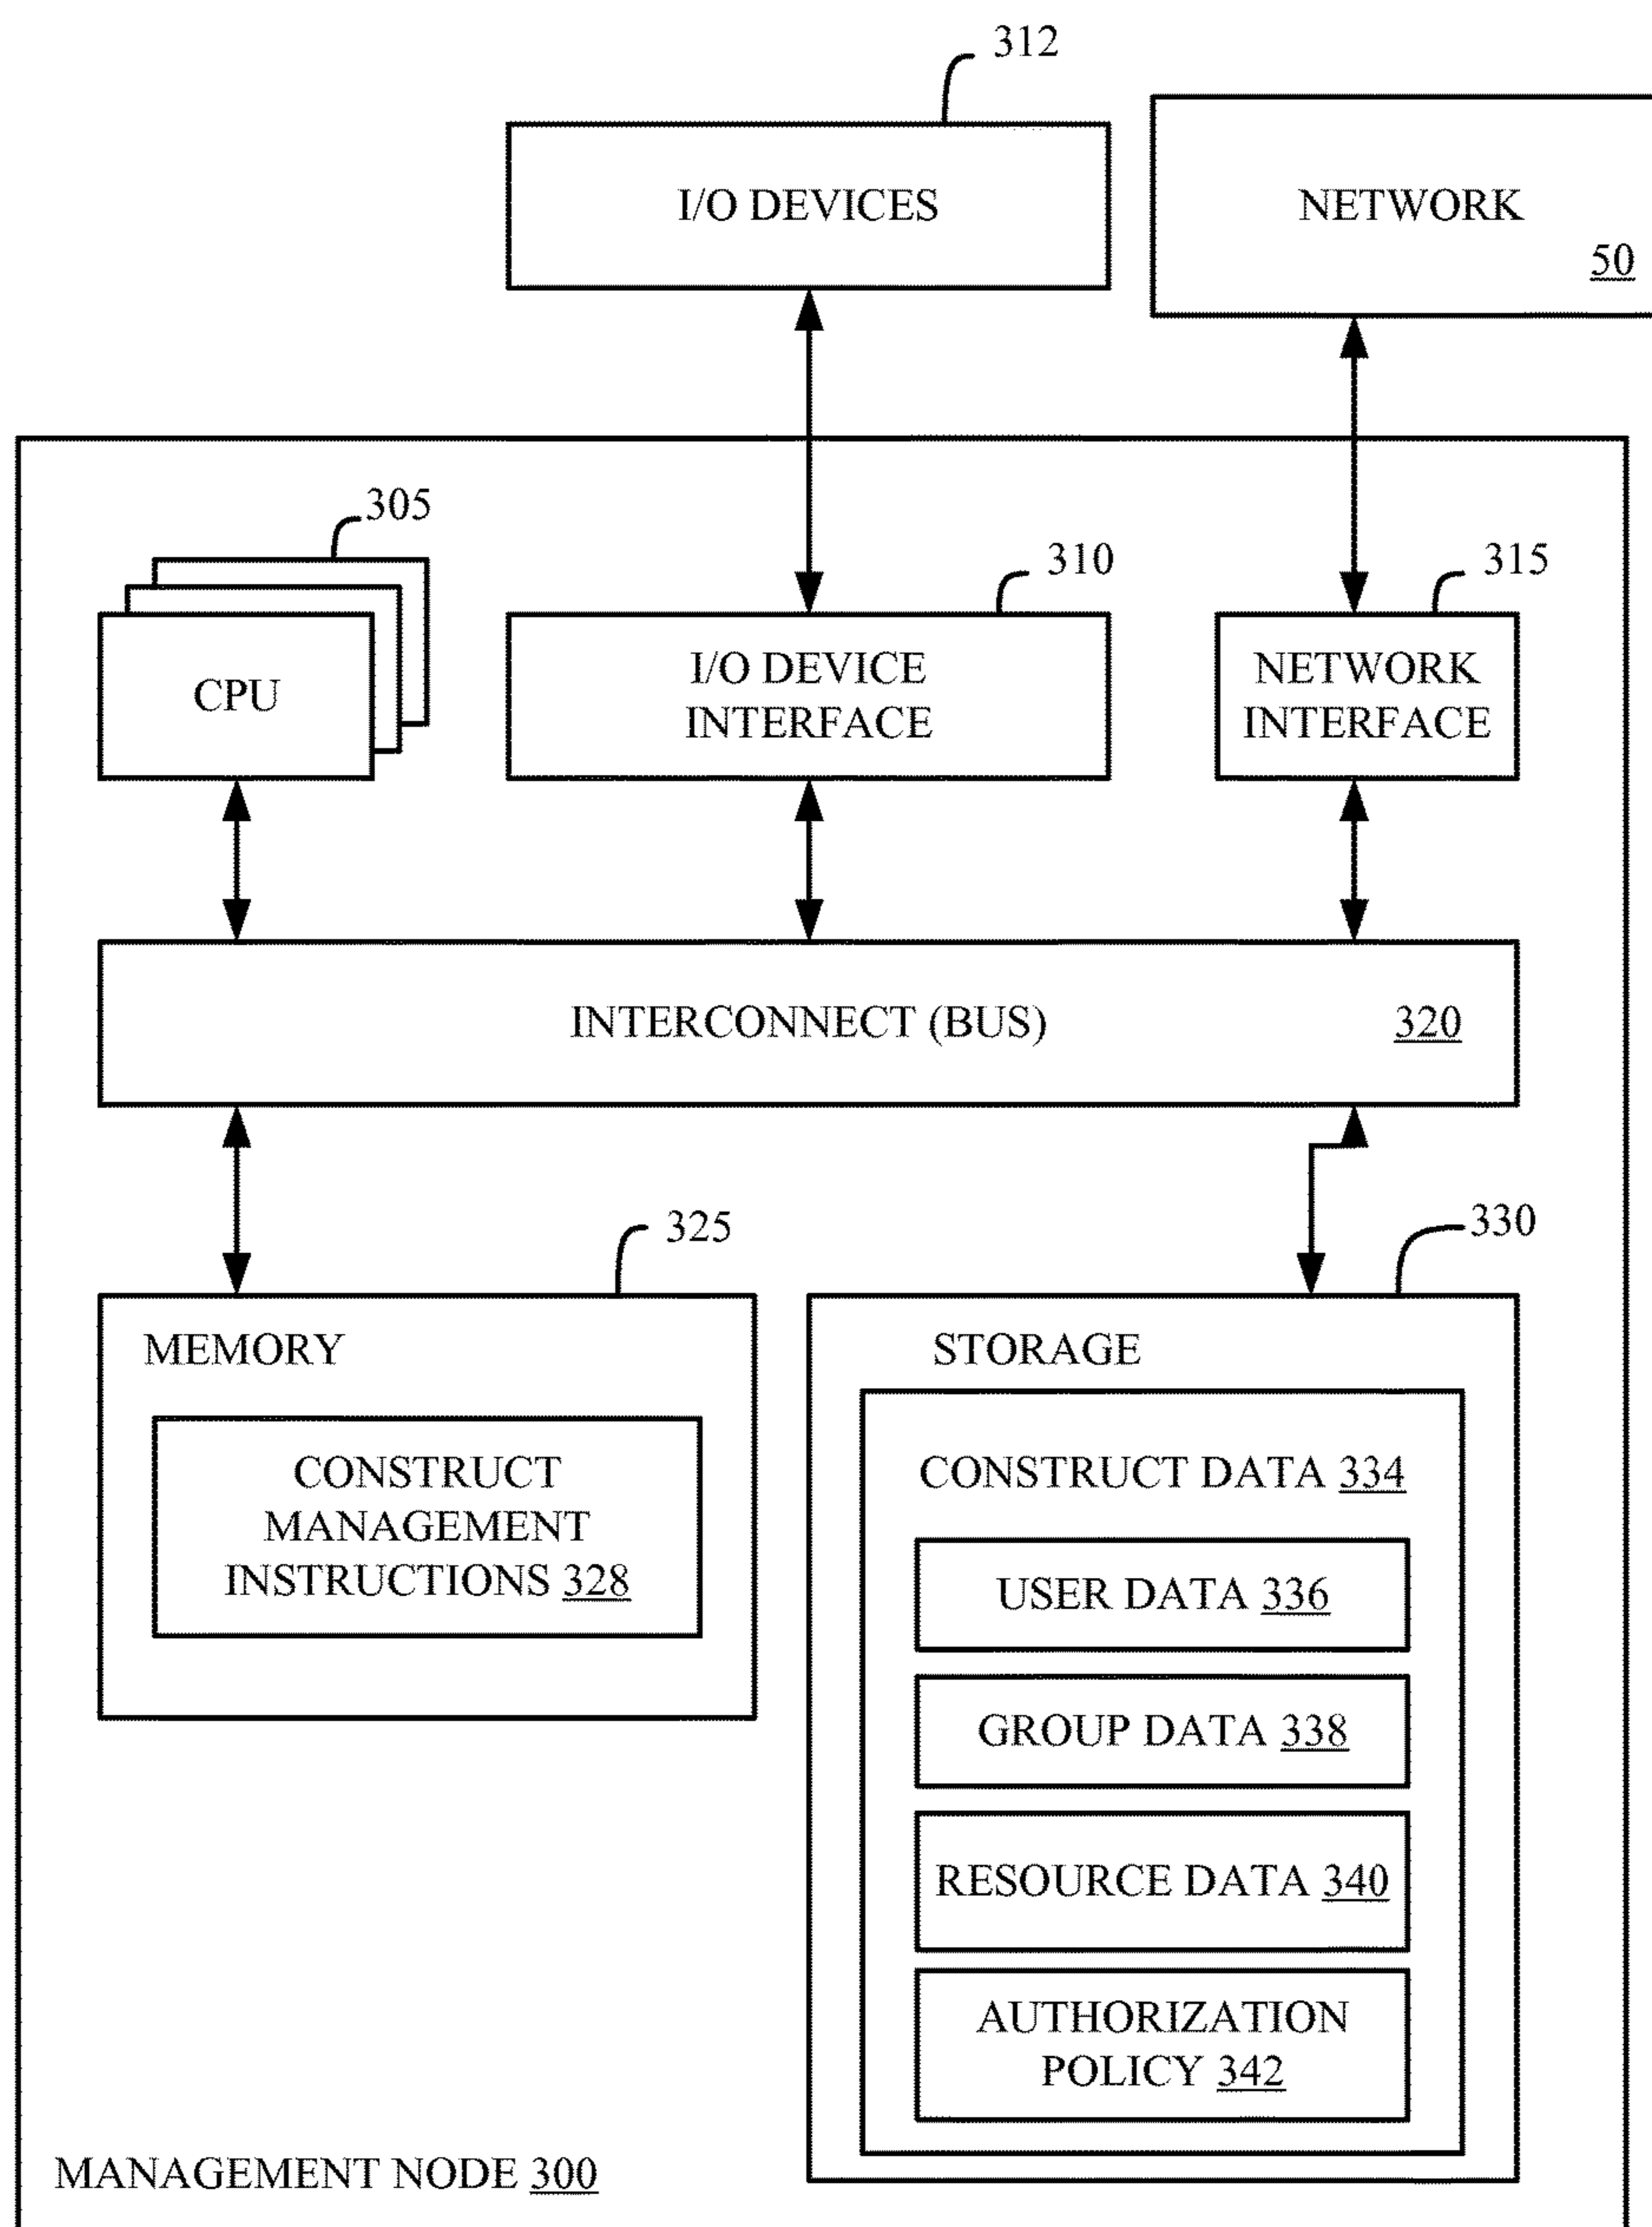 312
I/O DEVICES
NETWORK
50
305
310
315
CPU
I/O DEVICE
INTERFACE
NETWORK
INTERFACE
INTERCONNECT (BUS)
320
325
330
MEMORY
CONSTRUCT
MANAGEMENT
INSTRUCTIONS 328
STORAGE
CONSTRUCT DATA 334
USER DATA 336
GROUP DATA 338
RESOURCE DATA 340
AUTHORIZATION
POLICY 342
MANAGEMENT NODE 300